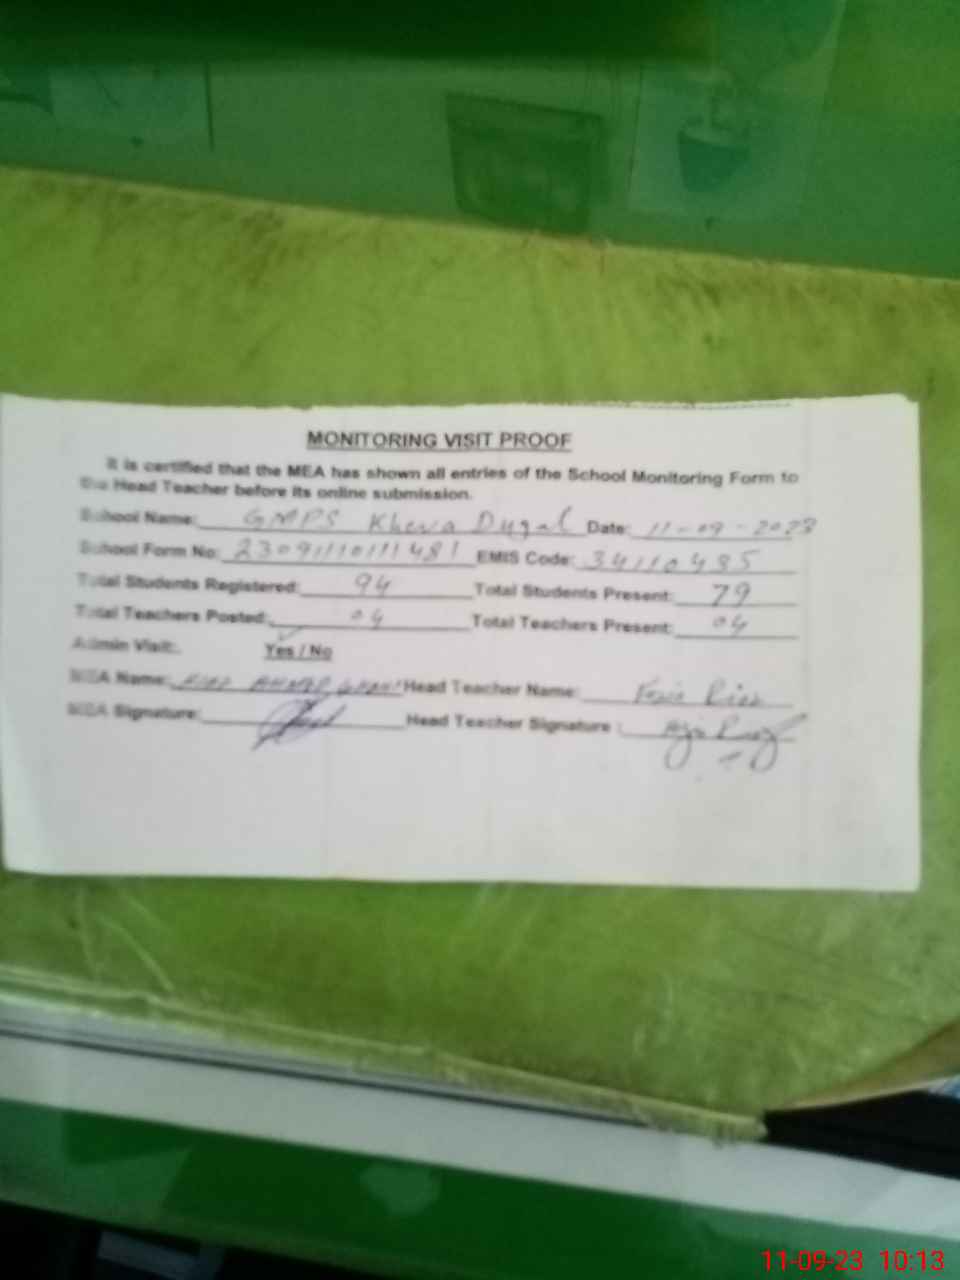 MONITORING VISIT PROOF
It is certified that the MEA has shown all entries of the School Monitoring Form to
the Head Teacher before its online submission.
School Name: GMPS Kheva Dugal Date: 11-09-2023
School Form No: 23091110111481 EMIS Code: 34110485
Total Students Registered: 94 Total Students Present: 79
Total Teachers Posted: 04 Total Teachers Present: 04
Admin Visit: Yes / No
MEA Name: AHMAD Head Teacher Name:
MEA Signature: Head Teacher Signature :
11-09-23 10:13